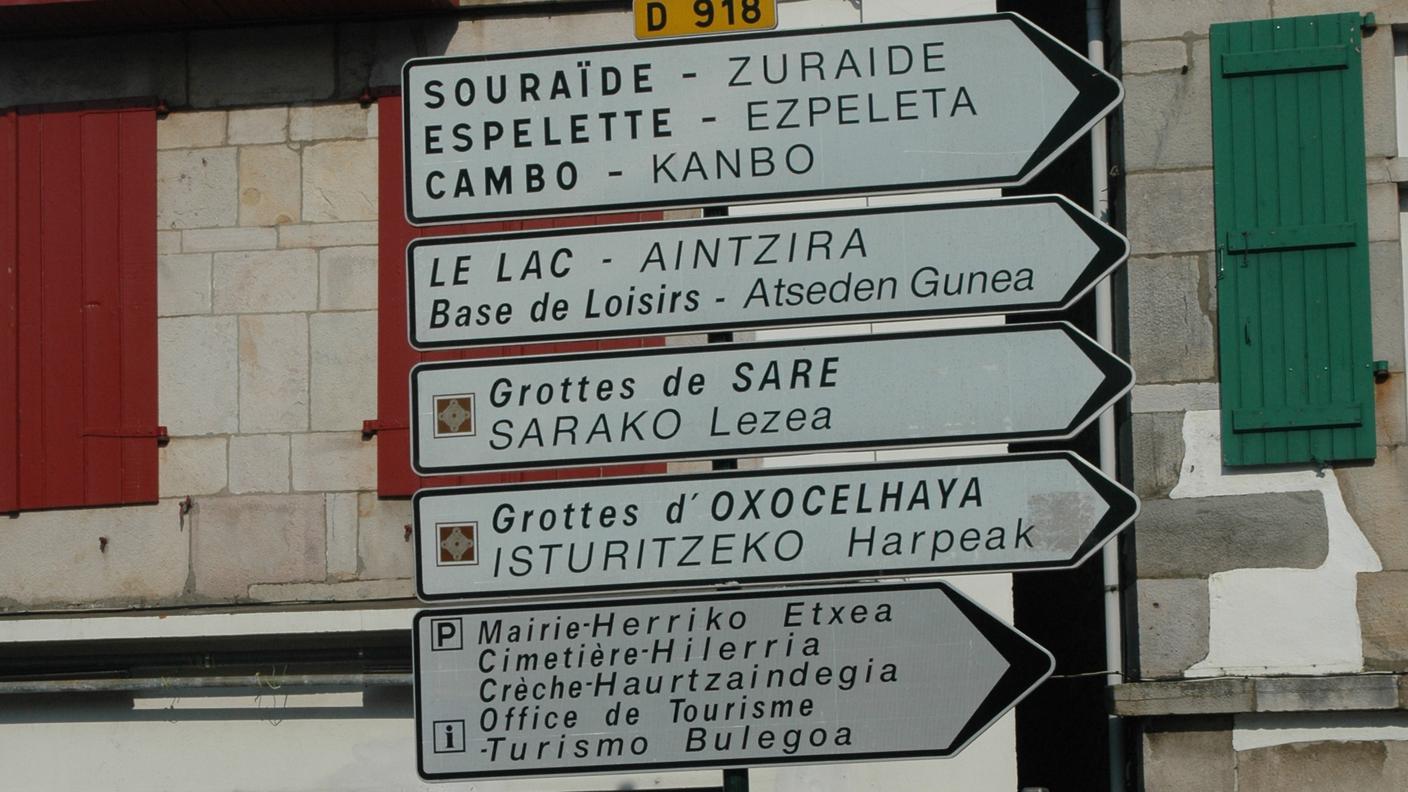 D 918
SOURAÏDE - ZURAIDE
ESPELETTE - EZPELETA
CAMBO - KANBO
LE LAC - AINTZIRA
Base de Loisirs - Atseden Gunea
Grottes de SARE
SARAKO Lezea
Grottes d'OXOCELHAYA
ISTURITZEKO Harpeak
P Mairie-Herriko Etxea
Cimetière-Hilerria
Crèche-Haurtzaindegia
i Office de Tourisme
-Turismo Bulegoa